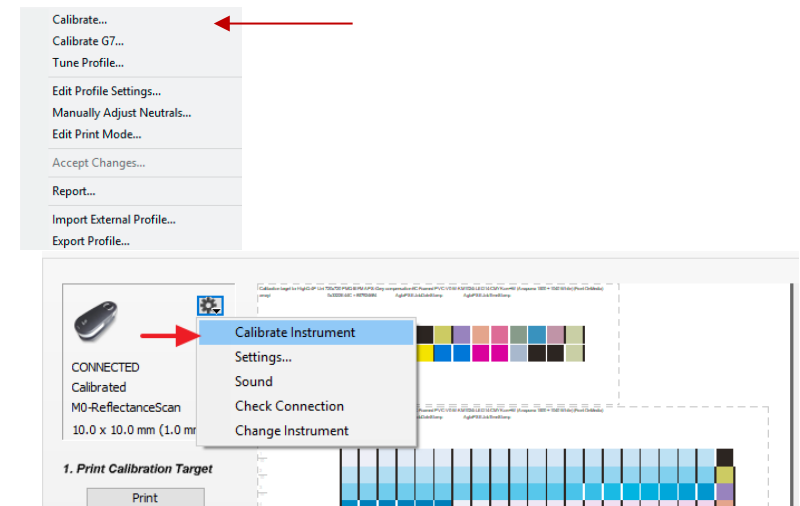 Calibrate...
Calibrate G7...
Tune Profile...
Edit Profile Settings...
Manually Adjust Neutrals...
Edit Print Mode...
Accept Changes...
Report...
Import External Profile...
Export Profile...
CONNECTED
Calibrated
M0-ReflectanceScan
10.0 x 10.0 mm (1.0 mm
Calibrate Instrument
Settings...
Sound
Check Connection
Change Instrument
1. Print Calibration Target
Print